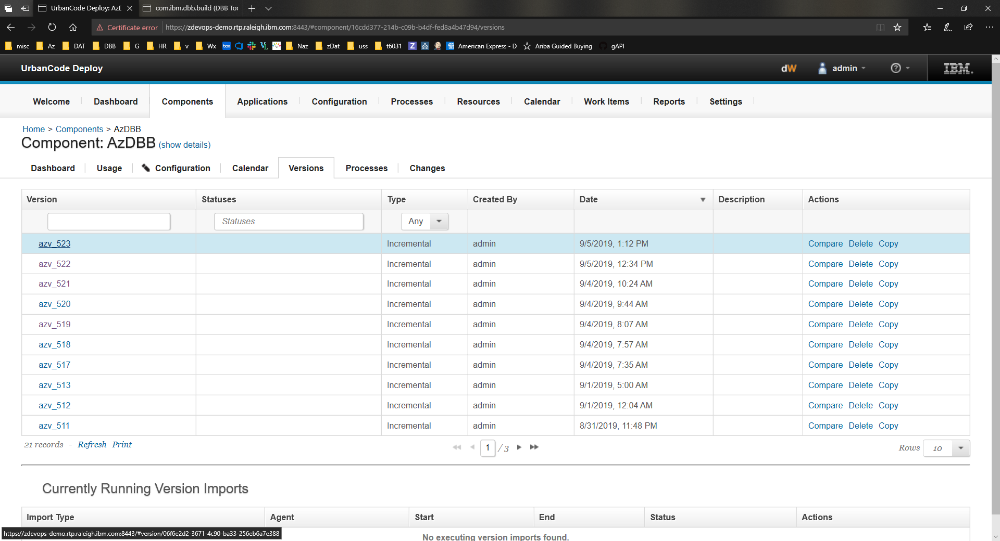 UrbanCode Deploy: AzD
com.ibm.dbb.build (DBB Too
Certificate error https://zdevops-demo.rtp.raleigh.ibm.com:8443/#component/16cdd377-214b-c09b-b4df-fed8a4b47d94/versions
misc Az DAT DBB G HR v Wx box Naz zDat uss t6031 Z American Express - D Ariba Guided Buying gAPI
UrbanCode Deploy dW admin ? IBM
Welcome Dashboard Components Applications Configuration Processes Resources Calendar Work Items Reports Settings
Home > Components > AzDBB
Component: AzDBB (show details)
Dashboard Usage Configuration Calendar Versions Processes Changes
Version Statuses Type Created By Date Description Actions
Statuses Any
azv_523 Incremental admin 9/5/2019, 1:12 PM Compare Delete Copy
azv_522 Incremental admin 9/5/2019, 12:34 PM Compare Delete Copy
azv_521 Incremental admin 9/4/2019, 10:24 AM Compare Delete Copy
azv_520 Incremental admin 9/4/2019, 9:44 AM Compare Delete Copy
azv_519 Incremental admin 9/4/2019, 8:07 AM Compare Delete Copy
azv_518 Incremental admin 9/4/2019, 7:57 AM Compare Delete Copy
azv_517 Incremental admin 9/4/2019, 7:35 AM Compare Delete Copy
azv_513 Incremental admin 9/1/2019, 5:00 AM Compare Delete Copy
azv_512 Incremental admin 9/1/2019, 12:04 AM Compare Delete Copy
azv_511 Incremental admin 8/31/2019, 11:48 PM Compare Delete Copy
21 records - Refresh Print 1 / 3 Rows 10
Currently Running Version Imports
Import Type Agent Start End Status Actions
https://zdevops-demo.rtp.raleigh.ibm.com:8443/#version/06f6e2d2-3671-4c90-ba33-256eb6a7e388
No executing version imports found.